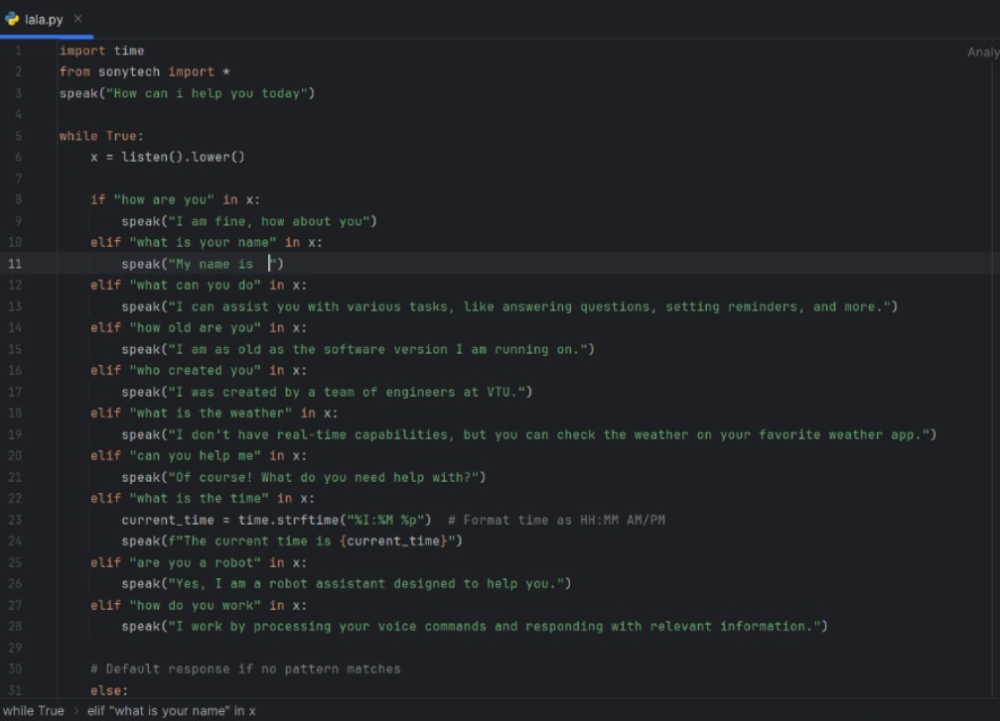 lala.py ×
Analy
1 import time
2 from sonytech import *
3 speak("How can i help you today")
4
5 while True:
6     x = listen().lower()
7
8     if "how are you" in x:
9         speak("I am fine, how about you")
10     elif "what is your name" in x:
11         speak("My name is  ")
12     elif "what can you do" in x:
13         speak("I can assist you with various tasks, like answering questions, setting reminders, and more.")
14     elif "how old are you" in x:
15         speak("I am as old as the software version I am running on.")
16     elif "who created you" in x:
17         speak("I was created by a team of engineers at VTU.")
18     elif "what is the weather" in x:
19         speak("I don't have real-time capabilities, but you can check the weather on your favorite weather app.")
20     elif "can you help me" in x:
21         speak("Of course! What do you need help with?")
22     elif "what is the time" in x:
23         current_time = time.strftime("%I:%M %p")  # Format time as HH:MM AM/PM
24         speak(f"The current time is {current_time}")
25     elif "are you a robot" in x:
26         speak("Yes, I am a robot assistant designed to help you.")
27     elif "how do you work" in x:
28         speak("I work by processing your voice commands and responding with relevant information.")
29
30     # Default response if no pattern matches
31     else:
while True > elif "what is your name" in x